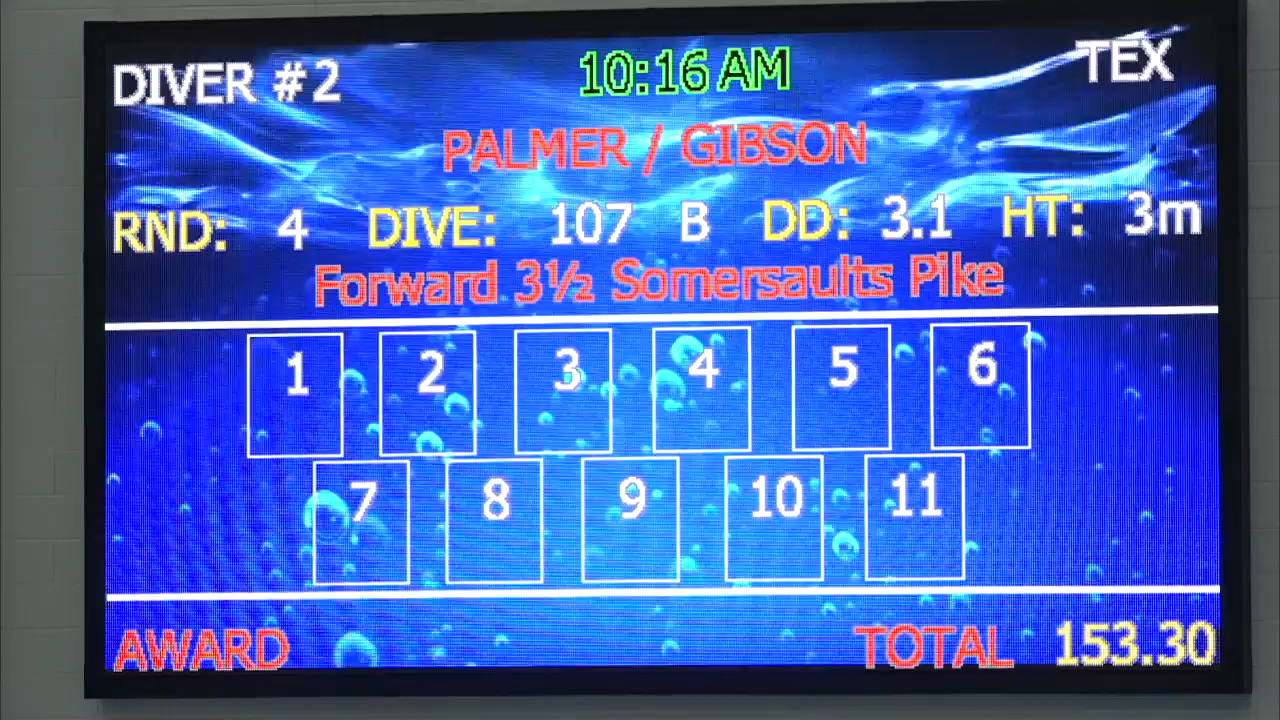 DIVER #2 10:16 AM TEX
PALMER / GIBSON
RND: 4 DIVE: 107 B DD: 3.1 HT: 3m
Forward 3½ Somersaults Pike
1 2 3 4 5 6
7 8 9 10 11
AWARD TOTAL 153.30